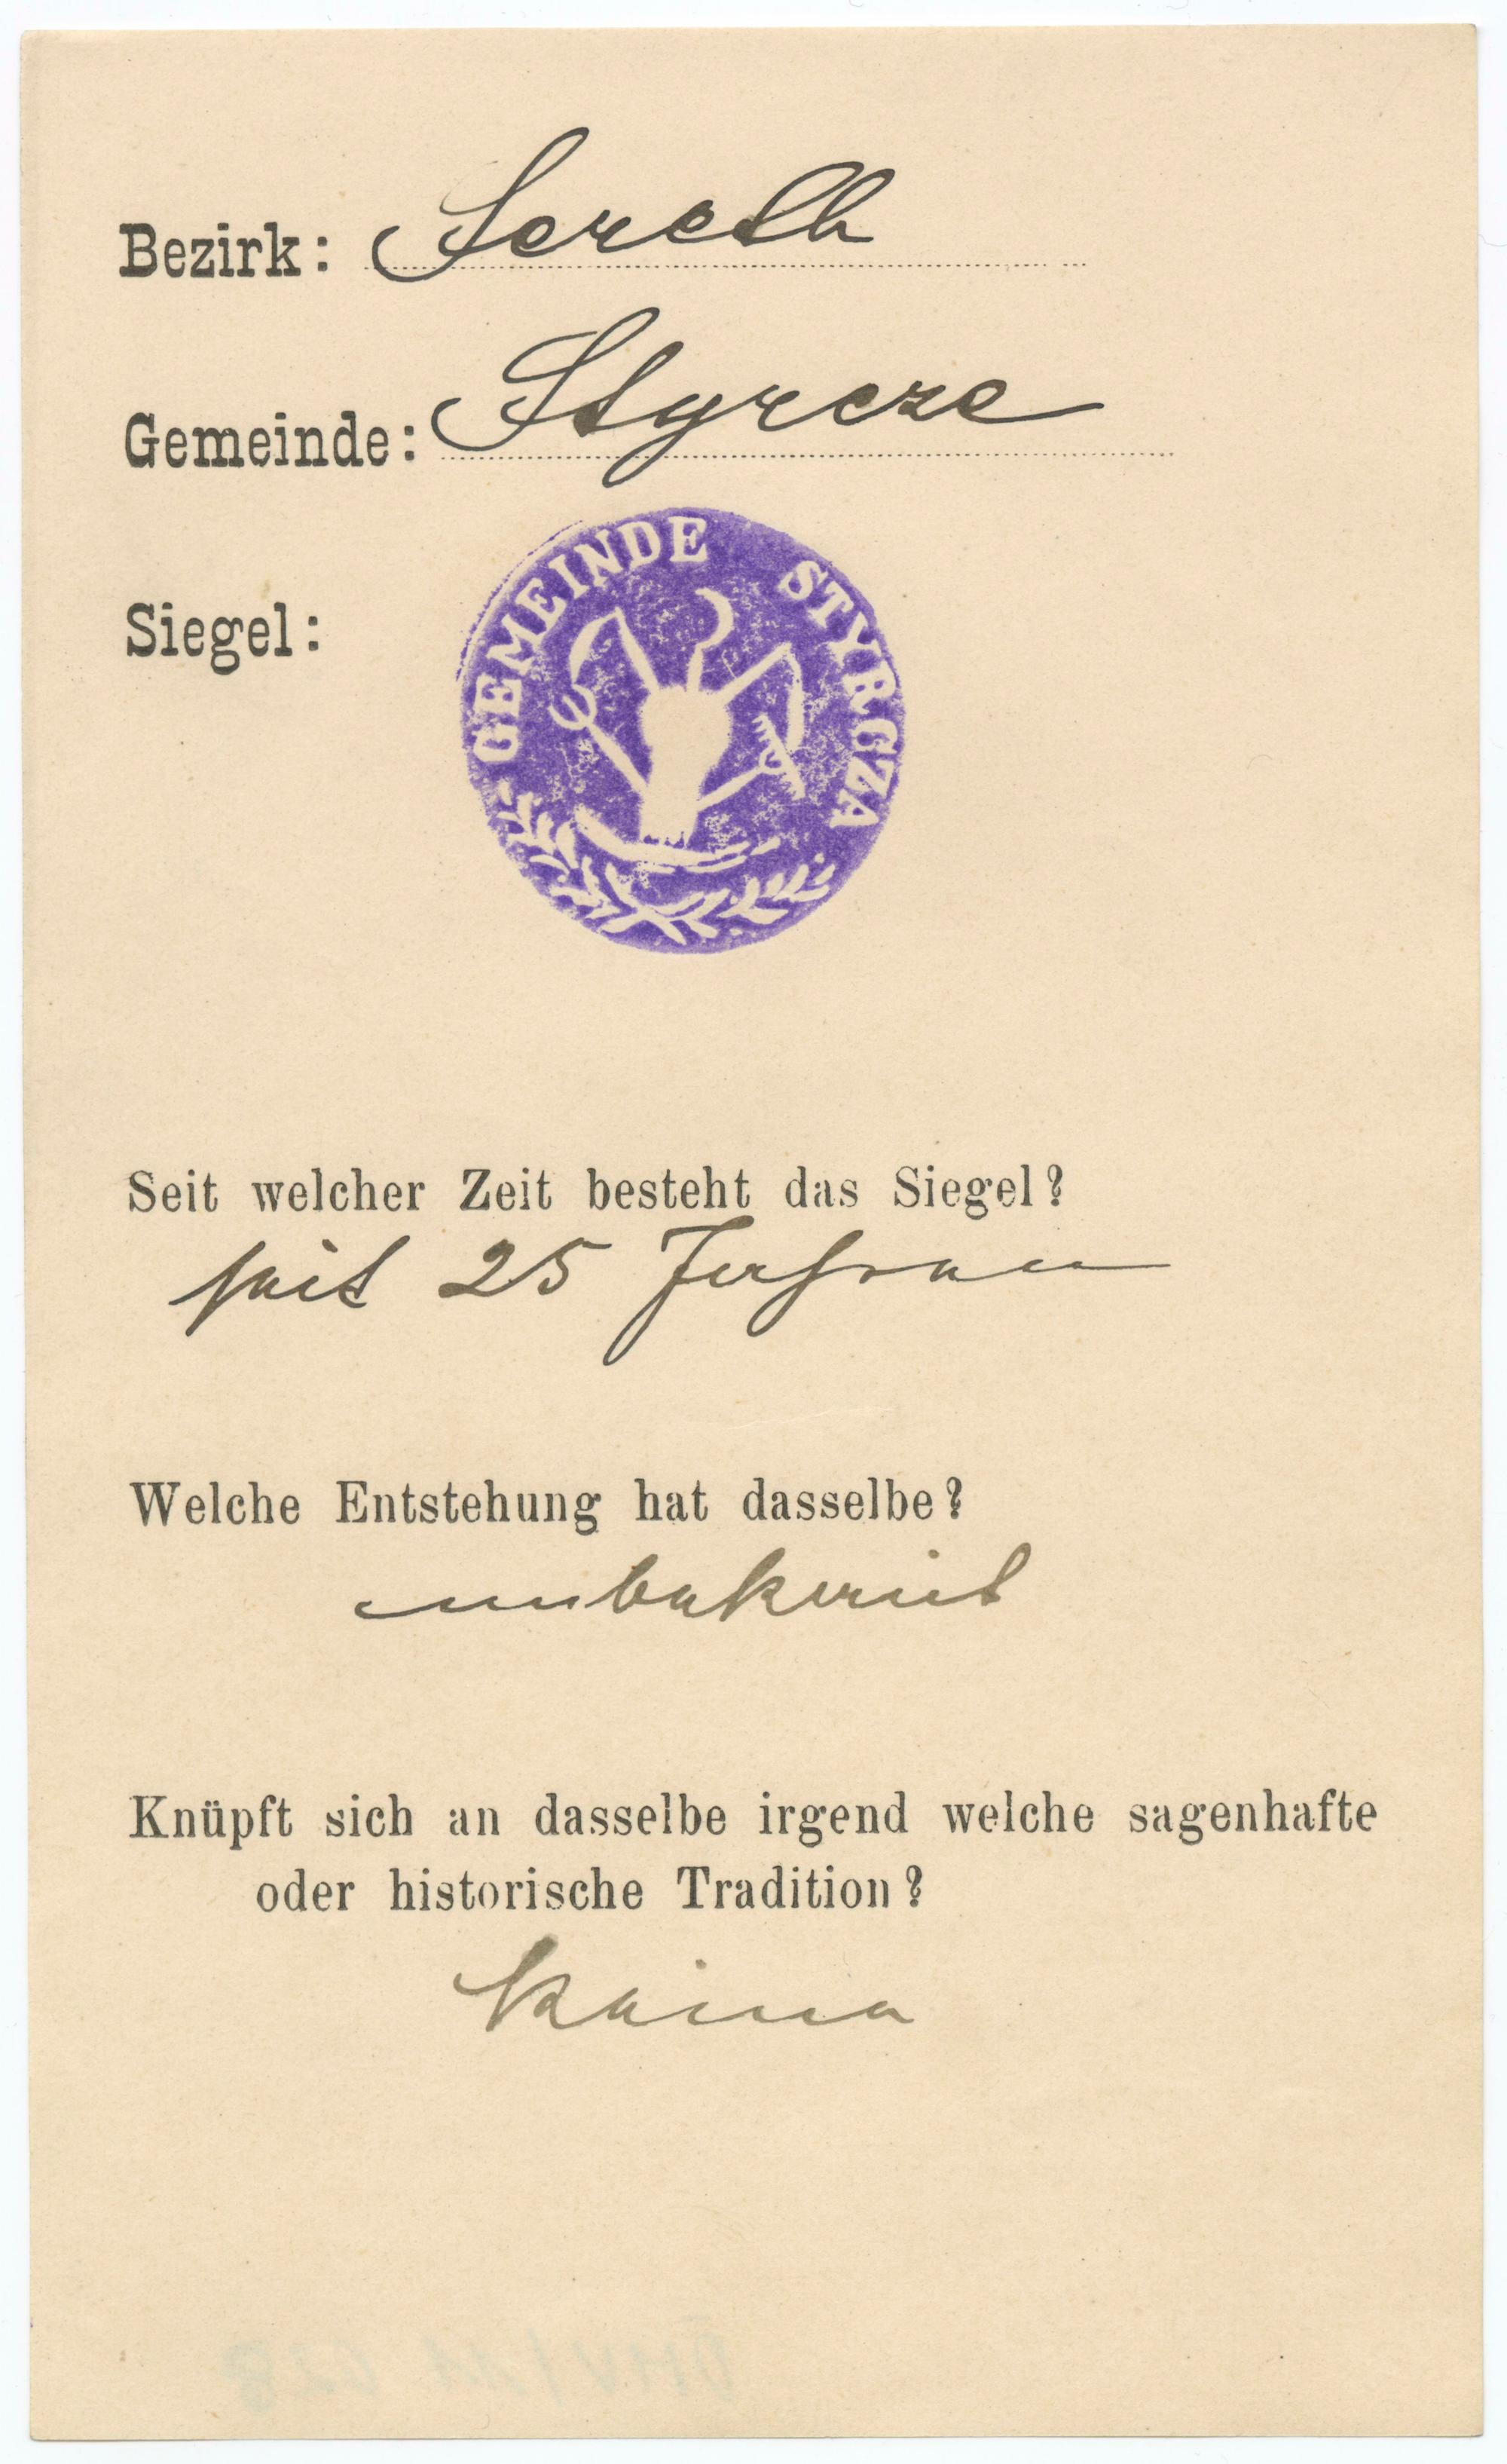 Bezirk: Sereth
Gemeinde: Styrcze
Siegel:
GEMEINDE STYRCZA
Seit welcher Zeit besteht das Siegel?
seit 25 Jahren
Welche Entstehung hat dasselbe?
unbekannt
Knüpft sich an dasselbe irgend welche sagenhafte
oder historische Tradition?
Keine